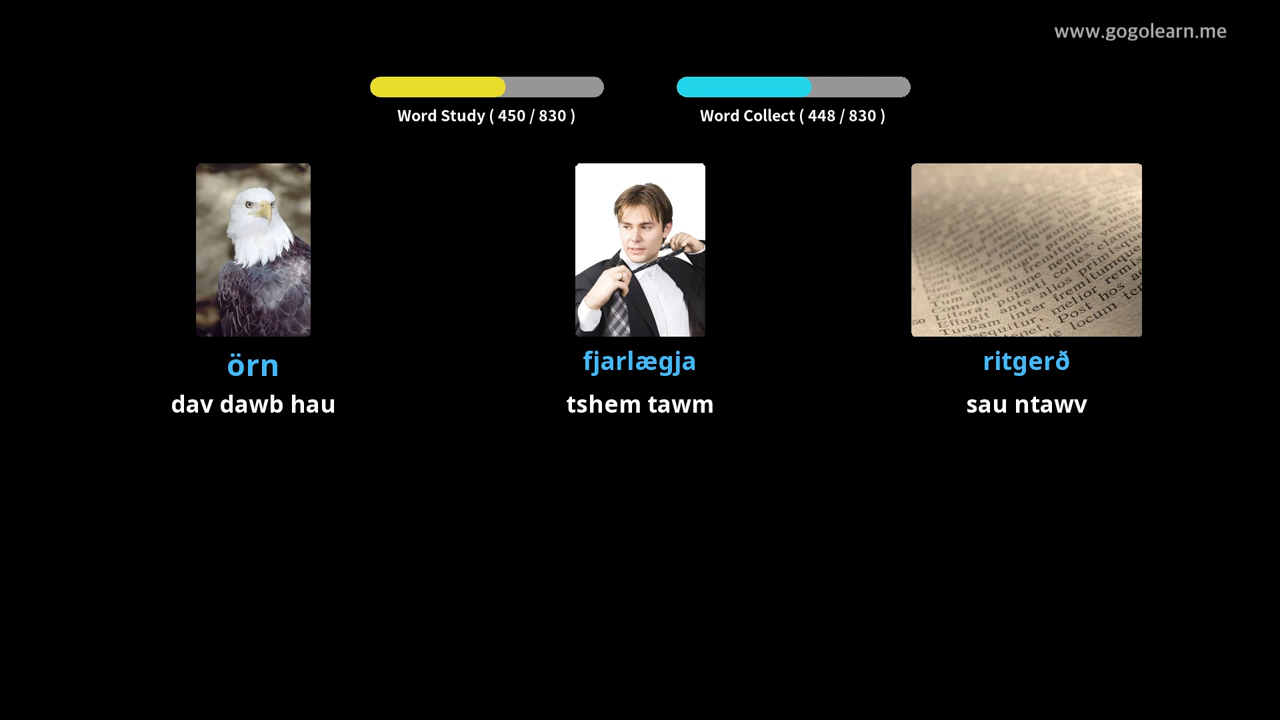 www.gogolearn.me
Word Study ( 450 / 830 )
Word Collect ( 448 / 830 )
örn
fjarlægja
ritgerð
dav dawb hau
tshem tawm
sau ntawv